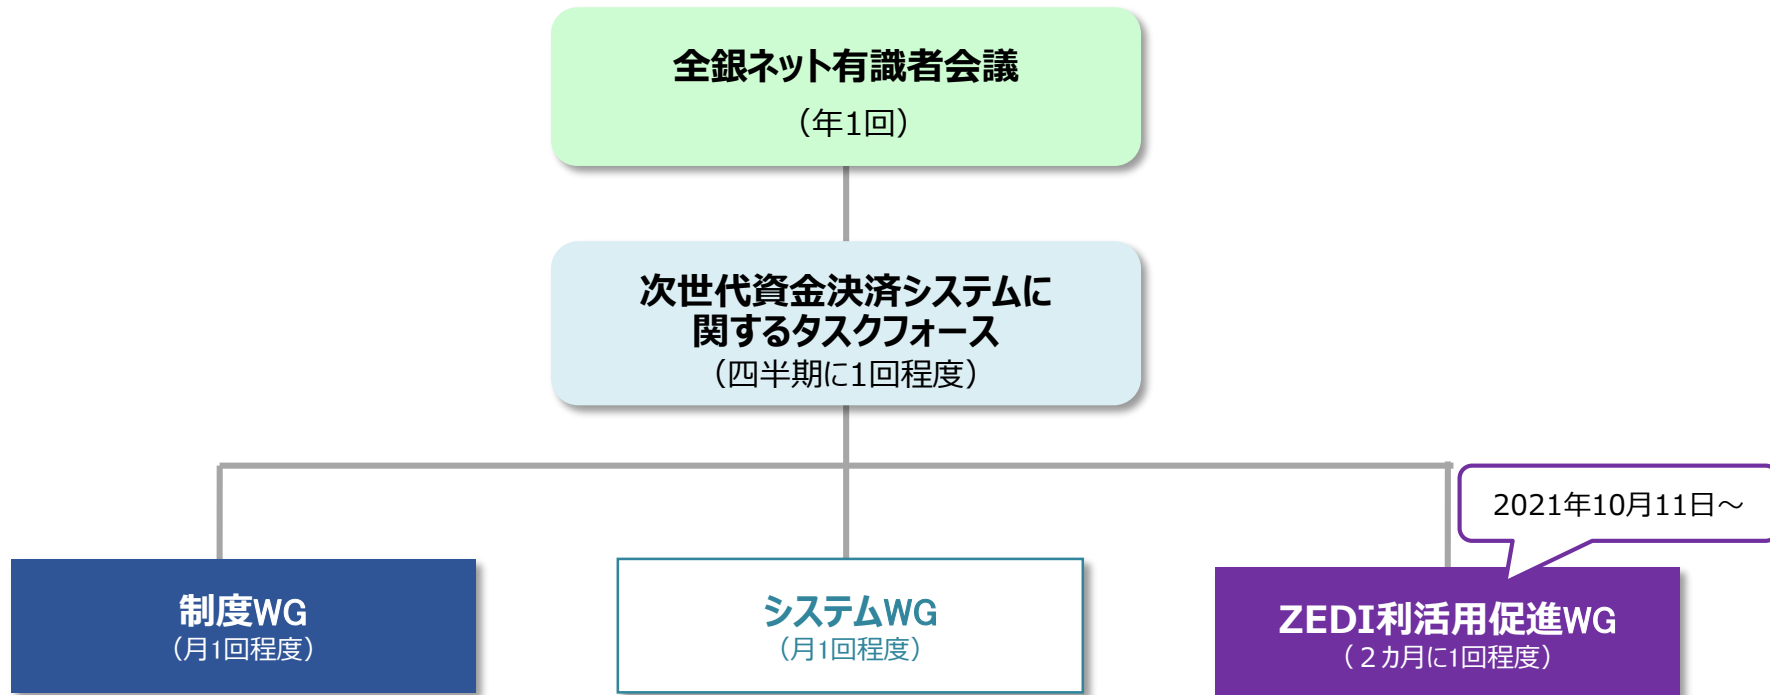 全銀ネット有識者会議
（年1回）
次世代資金決済システムに
関するタスクフォース
（四半期に1回程度）
2021年10月11日～
制度WG
（月1回程度）
システムWG
（月1回程度）
ZEDI利活用促進WG
（２カ月に1回程度）